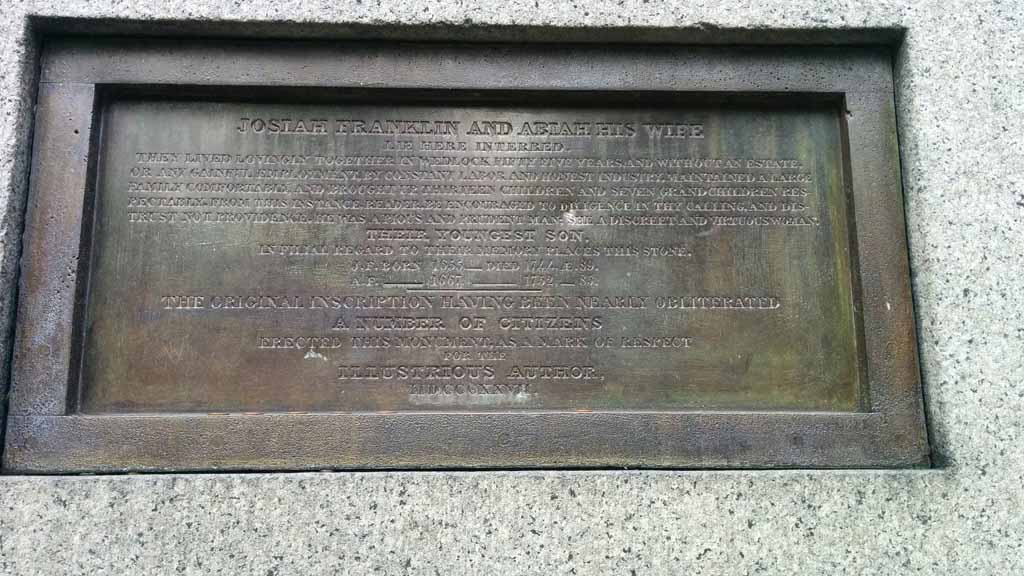 JOSIAH FRANKLIN AND ABIAH HIS WIFE
LIE HERE INTERRED.
THEY LIVED LOVINGLY TOGETHER IN WEDLOCK FIFTY FIVE YEARS, AND WITHOUT AN ESTATE
OR ANY GAINFUL EMPLOYMENT, BY CONSTANT LABOR AND HONEST INDUSTRY, MAINTAINED A LARGE
FAMILY COMFORTABLY, AND BROUGHT UP THIRTEEN CHILDREN AND SEVEN GRANDCHILDREN RES-
PECTABLY. FROM THIS INSTANCE, READER, BE ENCOURAGED TO DILIGENCE IN THY CALLING, AND DIS-
TRUST NOT PROVIDENCE. HE WAS A PIOUS AND PRUDENT MAN, SHE A DISCREET AND VIRTUOUS WOMAN.
THEIR YOUNGEST SON,
IN FILIAL REGARD TO THEIR MEMORY, PLACES THIS STONE.
J.F. BORN 1655 — DIED 1744. Æ. 89.
A.F. —— 1667 —— 1752 — 85.
THE ORIGINAL INSCRIPTION HAVING BEEN NEARLY OBLITERATED
A NUMBER OF CITIZENS
ERECTED THIS MONUMENT, AS A MARK OF RESPECT
FOR THE
ILLUSTRIOUS AUTHOR.
MDCCCXXVII.